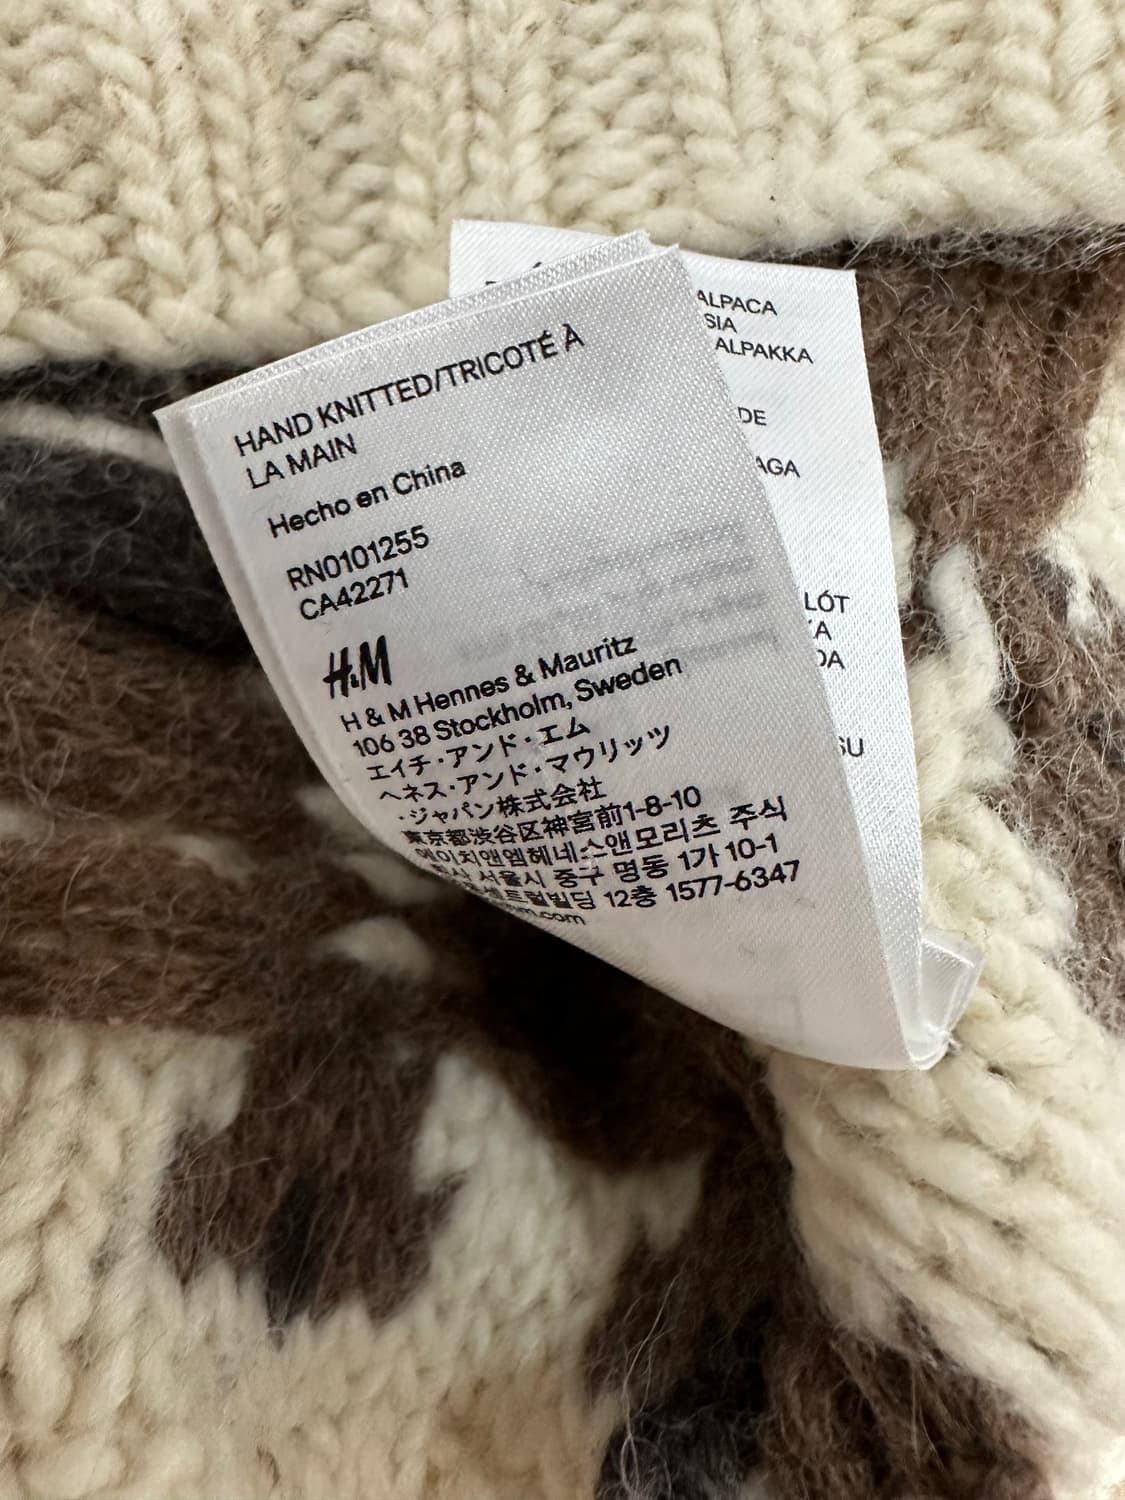 HAND KNITTED/TRICOTÉ À
LA MAIN
Hecho en China
RN0101255
CA42271
H&M
H & M Hennes & Mauritz
106 38 Stockholm, Sweden
エイチ・アンド・エム
ヘネス・アンド・マウリッツ
・ジャパン株式会社
東京都渋谷区神宮前1-8-10
에이치앤엠헤네스앤모리츠 주식
서울시 중구 명동 1가 10-1
12층 1577-6347
ALPACA
ALPAKKA